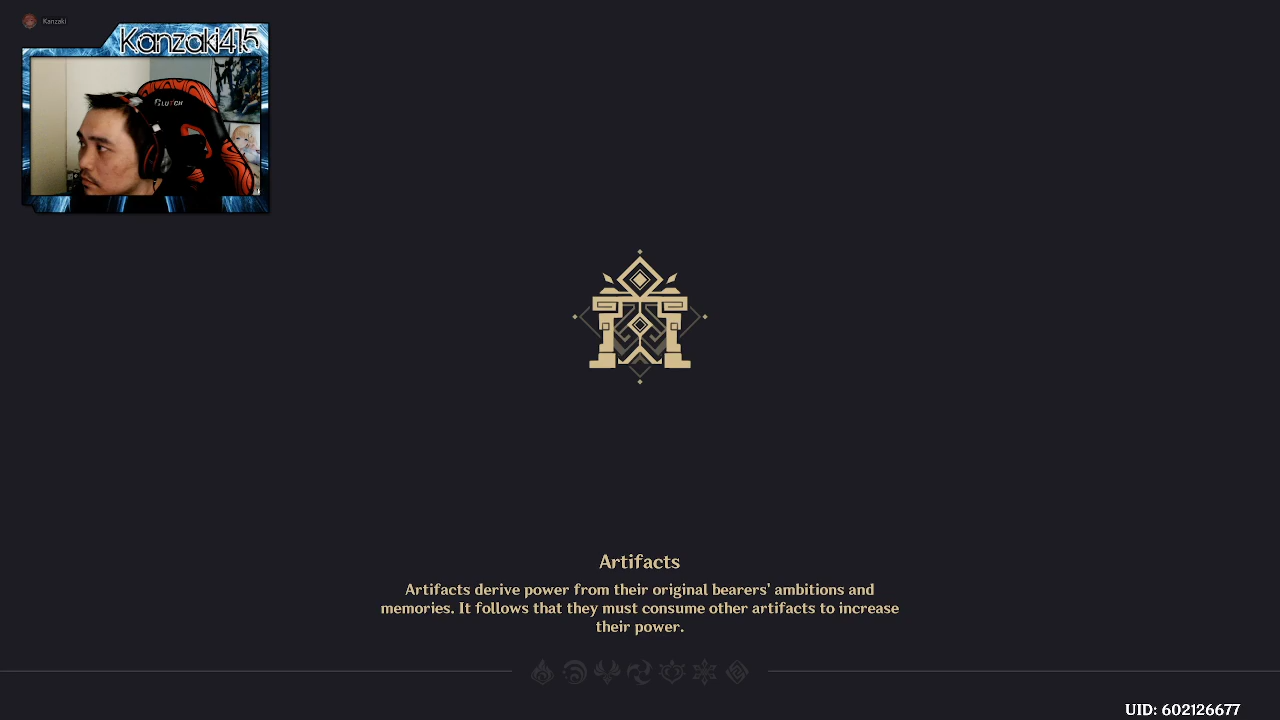 Kanzaki
Kanzaki415
CLUTCH
Artifacts
Artifacts derive power from their original bearers' ambitions and
memories. It follows that they must consume other artifacts to increase
their power.
UID: 602126677